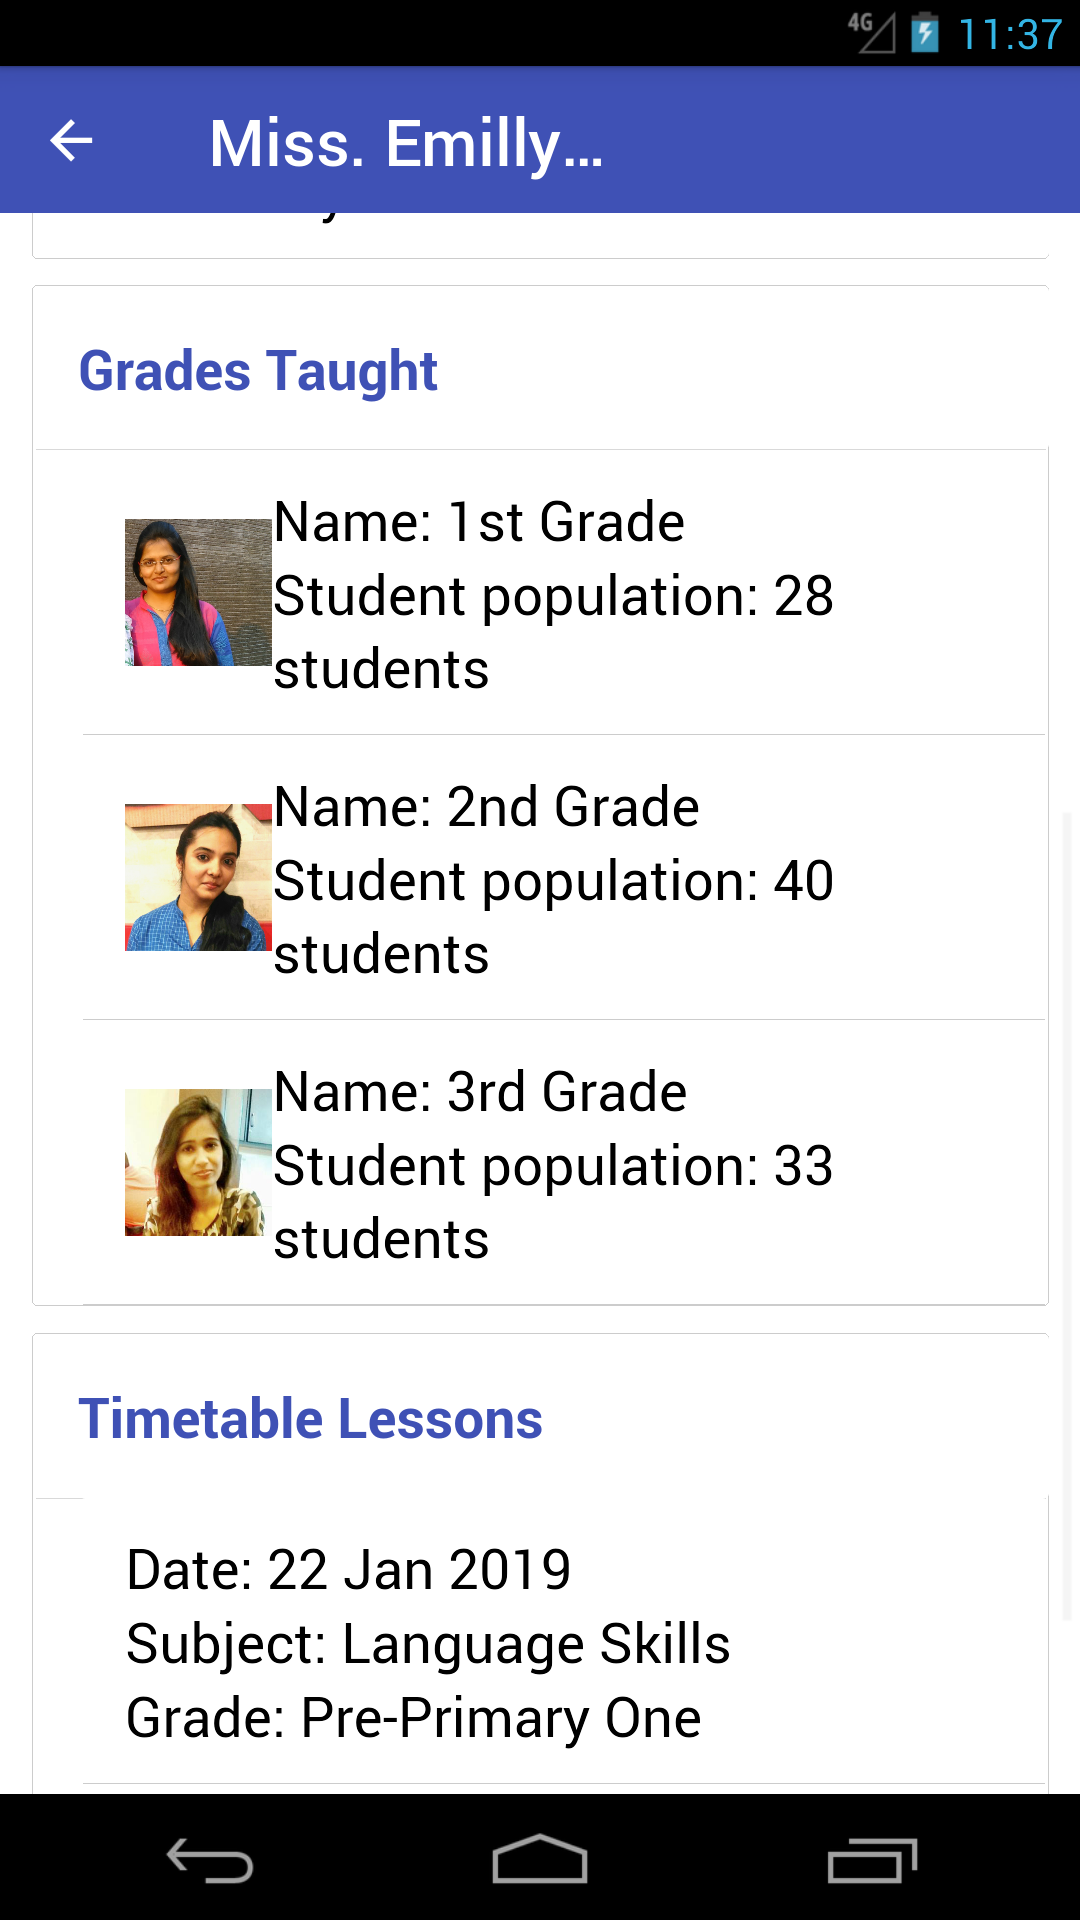 4G 11:37
Miss. Emilly...
Grades Taught
Name: 1st Grade
Student population: 28
students
Name: 2nd Grade
Student population: 40
students
Name: 3rd Grade
Student population: 33
students
Timetable Lessons
Date: 22 Jan 2019
Subject: Language Skills
Grade: Pre-Primary One